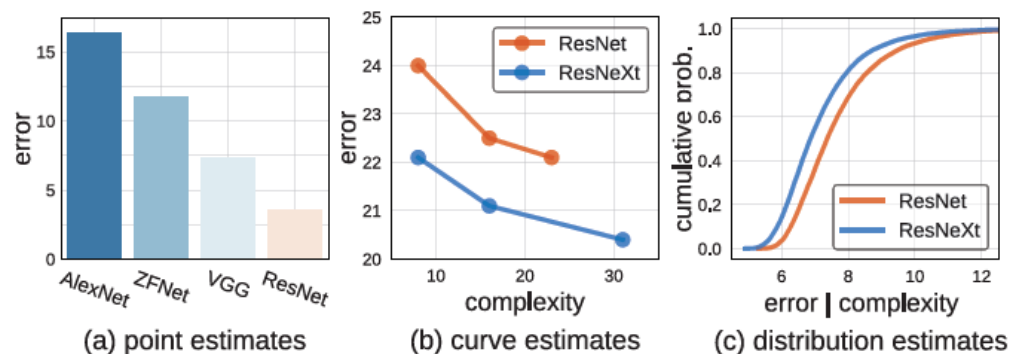 error
15
10
5
0
AlexNet
ZFNet
VGG
ResNet
(a) point estimates
error
25
24
23
22
21
20
ResNet
ResNeXt
10
20
30
complexity
(b) curve estimates
cumulative prob.
1.0
0.8
0.6
0.4
0.2
0.0
ResNet
ResNeXt
6
8
10
12
error | complexity
(c) distribution estimates